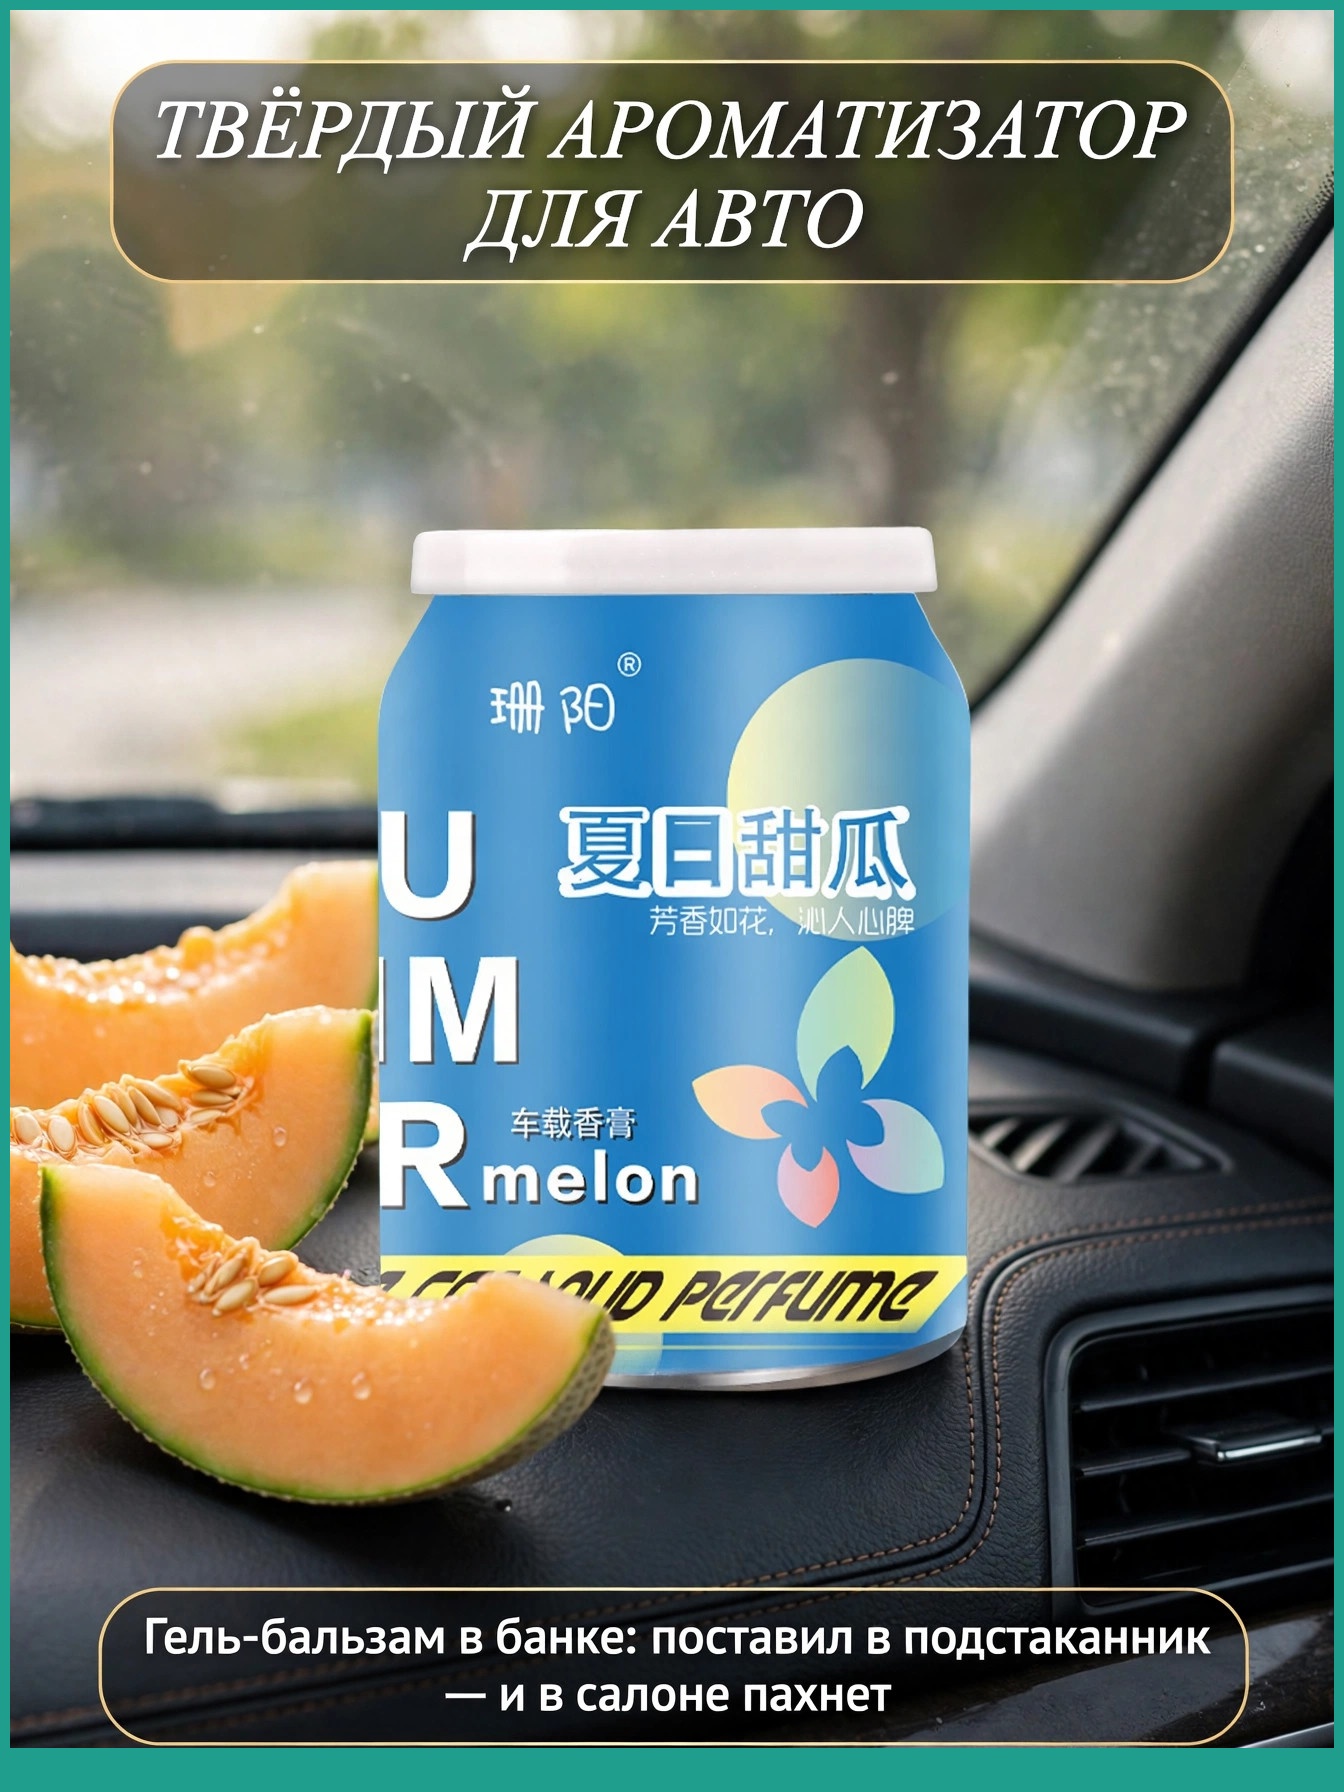 ТВЁРДЫЙ АРОМАТИЗАТОР
ДЛЯ АВТО
珊阳®
U
夏日甜瓜
芳香如花, 沁人心脾
IM
R
车载香膏
melon
PERFUME
Гель-бальзам в банке: поставил в подстаканник
— и в салоне пахнет